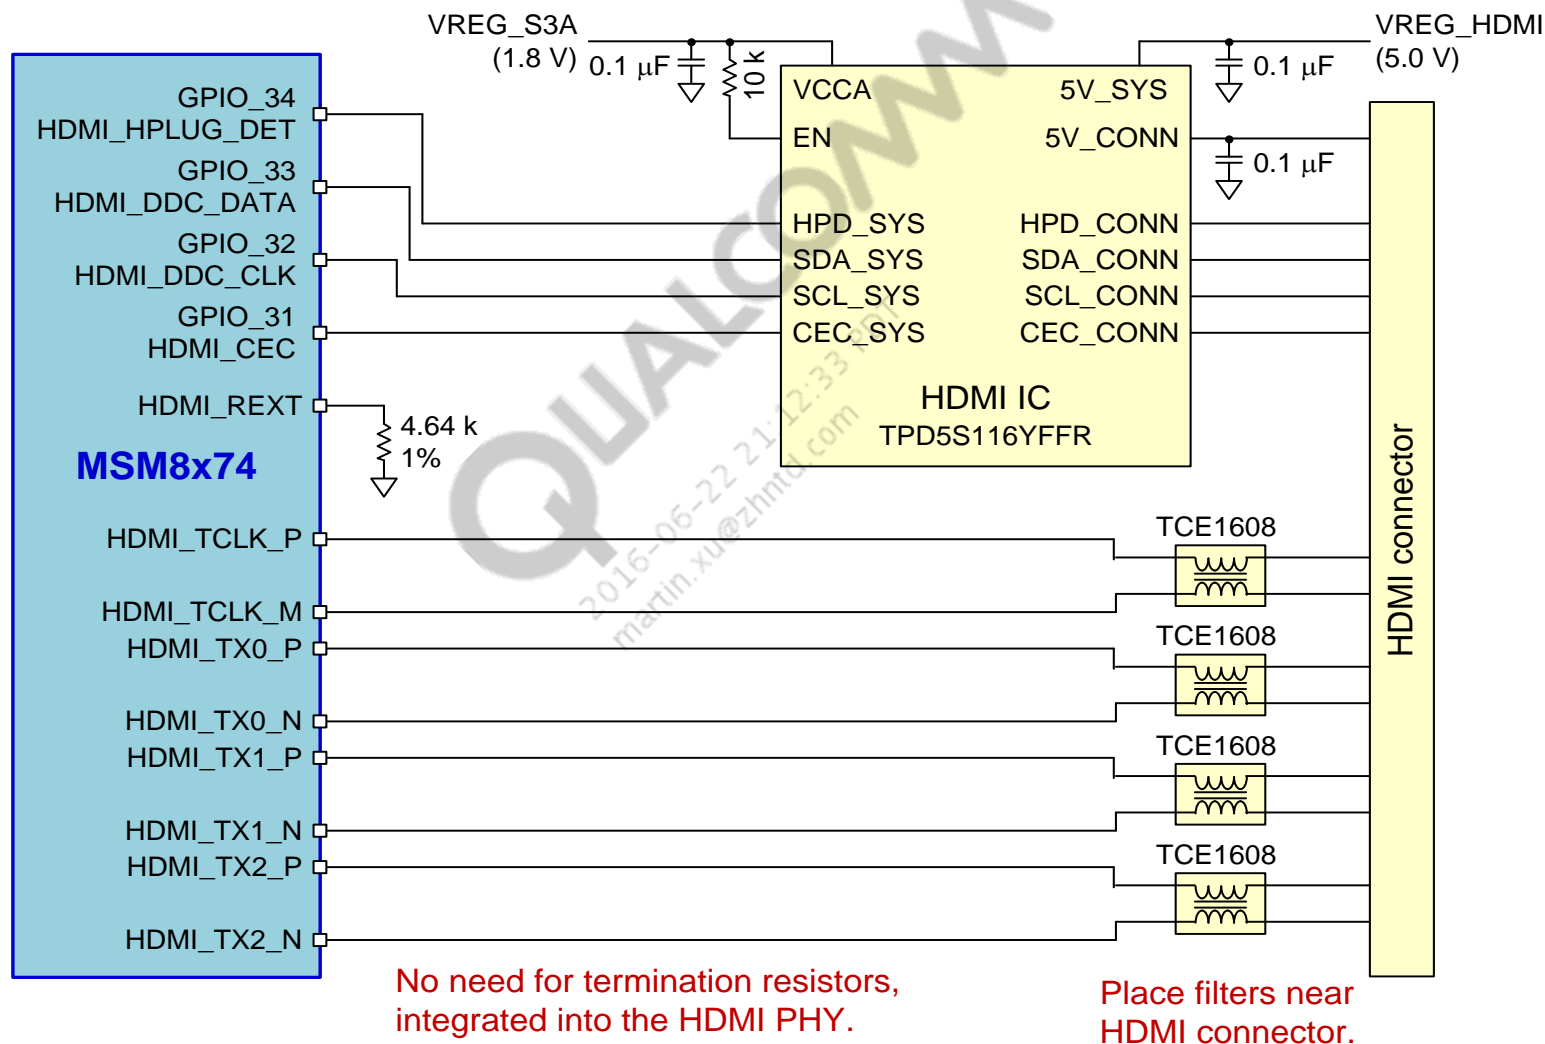 VREG_S3A
(1.8 V)
0.1 μF
10 k
VREG_HDMI
(5.0 V)
0.1 μF
0.1 μF
GPIO_34
HDMI_HPLUG_DET
GPIO_33
HDMI_DDC_DATA
GPIO_32
HDMI_DDC_CLK
GPIO_31
HDMI_CEC
HDMI_REXT
4.64 k
1%
MSM8x74
HDMI_TCLK_P
HDMI_TCLK_M
HDMI_TX0_P
HDMI_TX0_N
HDMI_TX1_P
HDMI_TX1_N
HDMI_TX2_P
HDMI_TX2_N
VCCA
5V_SYS
EN
5V_CONN
HPD_SYS
HPD_CONN
SDA_SYS
SDA_CONN
SCL_SYS
SCL_CONN
CEC_SYS
CEC_CONN
HDMI IC
TPD5S116YFFR
TCE1608
TCE1608
TCE1608
TCE1608
HDMI connector
No need for termination resistors,
integrated into the HDMI PHY.
Place filters near
HDMI connector.
QUALCOMM
2016-06-22 21:12:33 PDT
martin.xu@zhntd.com